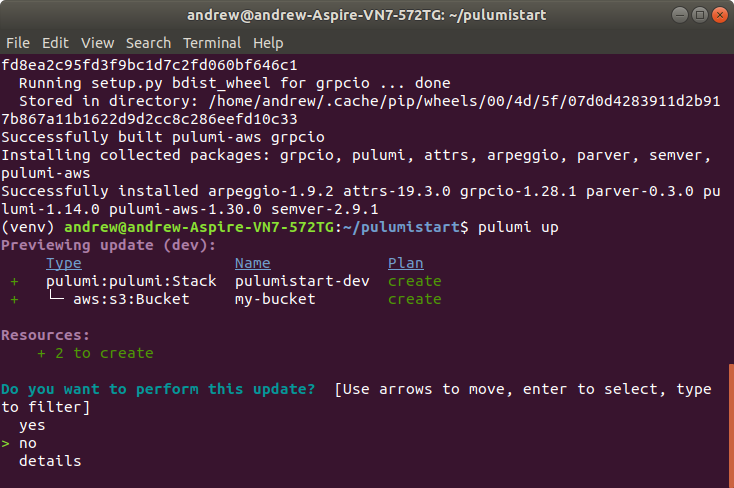 andrew@andrew-Aspire-VN7-572TG: ~/pulumistart
File Edit View Search Terminal Help
fd8ea2c95fd3f9bc1d7c2fd060bf646c1
  Running setup.py bdist_wheel for grpcio ... done
  Stored in directory: /home/andrew/.cache/pip/wheels/00/4d/5f/07d0d4283911d2b91
7b867a11b1622d9d2cc8c286eefd10c33
Successfully built pulumi-aws grpcio
Installing collected packages: grpcio, pulumi, attrs, arpeggio, parver, semver,
pulumi-aws
Successfully installed arpeggio-1.9.2 attrs-19.3.0 grpcio-1.28.1 parver-0.3.0 pu
lumi-1.14.0 pulumi-aws-1.30.0 semver-2.9.1
(venv) andrew@andrew-Aspire-VN7-572TG:~/pulumistart$ pulumi up
Previewing update (dev):
     Type                 Name             Plan
 +   pulumi:pulumi:Stack  pulumistart-dev  create
 +   └─ aws:s3:Bucket     my-bucket        create
Resources:
    + 2 to create
Do you want to perform this update?  [Use arrows to move, enter to select, type
to filter]
  yes
> no
  details